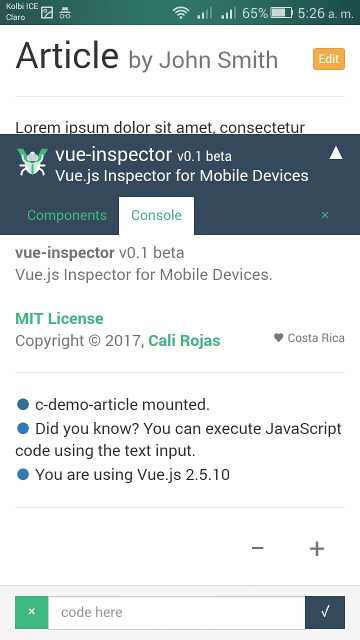 Kolbi ICE
Claro
65% 5:26 a. m.
Article by John Smith
Edit
Lorem ipsum dolor sit amet, consectetur
vue-inspector v0.1 beta
Vue.js Inspector for Mobile Devices
Components Console ×
vue-inspector v0.1 beta
Vue.js Inspector for Mobile Devices.
MIT License
Copyright © 2017, Cali Rojas
Costa Rica
c-demo-article mounted.
Did you know? You can execute JavaScript
code using the text input.
You are using Vue.js 2.5.10
− +
× code here √